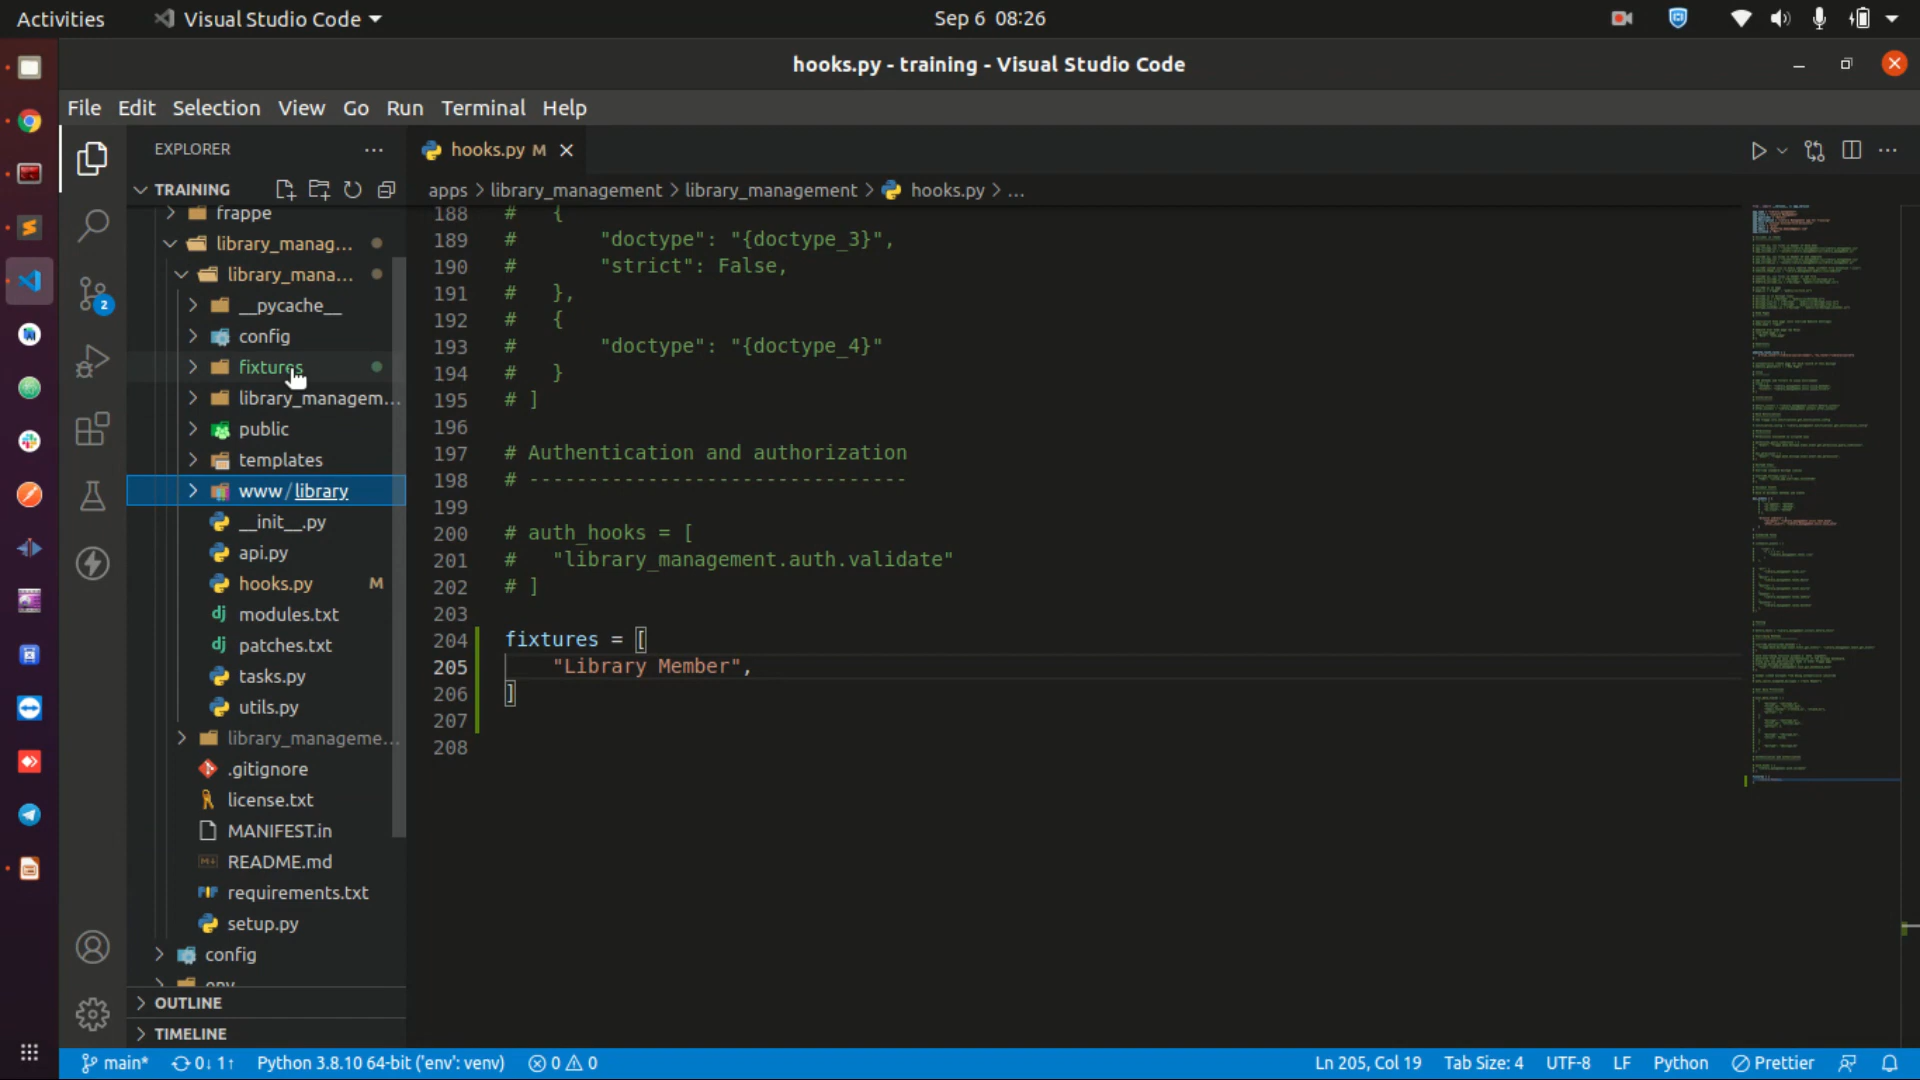 Activities
Visual Studio Code
Sep 6 08:26
hooks.py - training - Visual Studio Code
File Edit Selection View Go Run Terminal Help
EXPLORER
hooks.py M
TRAINING
apps > library_management > library_management > hooks.py > ...
frappe
library_manag...
library_mana...
__pycache__
config
fixtures
library_managem...
public
templates
www / library
__init__.py
api.py
hooks.py M
modules.txt
patches.txt
tasks.py
utils.py
library_manageme...
.gitignore
license.txt
MANIFEST.in
README.md
requirements.txt
setup.py
config
env
OUTLINE
TIMELINE
2
188 # {
189 # "doctype": "{doctype_3}",
190 # "strict": False,
191 # },
192 # {
193 # "doctype": "{doctype_4}"
194 # }
195 # ]
196
197 # Authentication and authorization
198 # --------------------------------
199
200 # auth_hooks = [
201 # "library_management.auth.validate"
202 # ]
203
204 fixtures = [
205 "Library Member",
206 ]
207
208
main* 0↓ 1↑ Python 3.8.10 64-bit ('env': venv) 0 0
Ln 205, Col 19 Tab Size: 4 UTF-8 LF Python Prettier